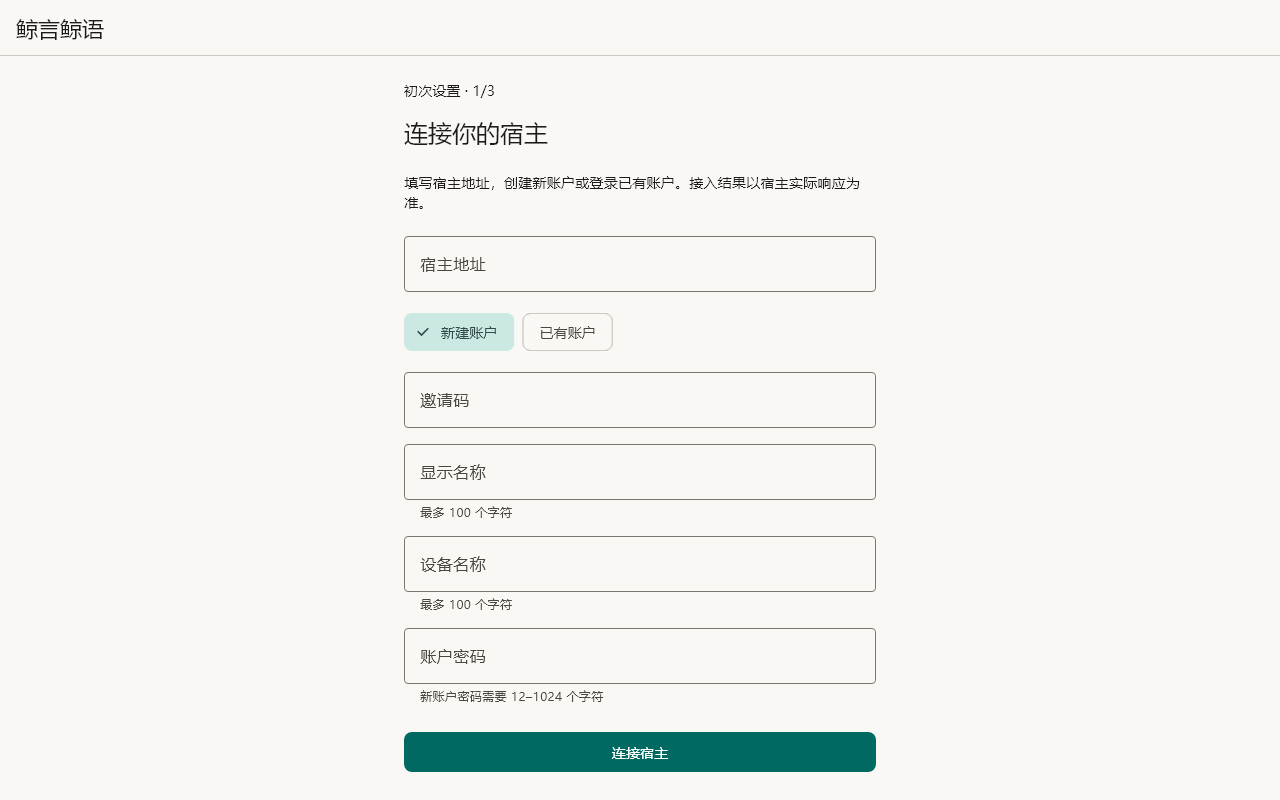 鲸言鲸语
初次设置 · 1/3
连接你的宿主
填写宿主地址，创建新账户或登录已有账户。接入结果以宿主实际响应为
准。
宿主地址
新建账户
已有账户
邀请码
显示名称
最多 100 个字符
设备名称
最多 100 个字符
账户密码
新账户密码需要 12–1024 个字符
连接宿主